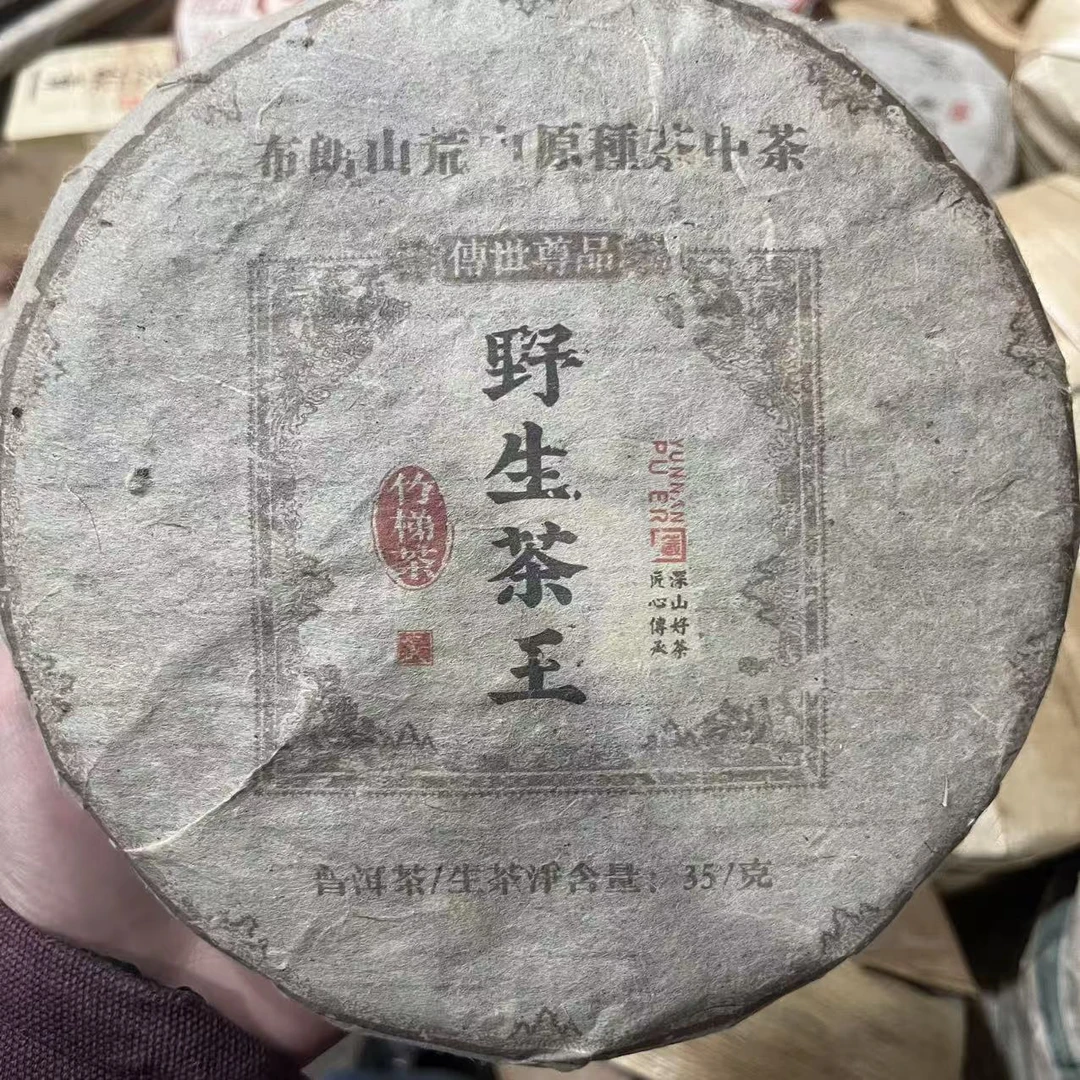 布朗山荒山原種茶中茶
傳世尊品
野生茶王
竹梯茶
YUNNAN
PU ER
深山好茶
匠心傳承
普洱茶/生茶淨含量：357克